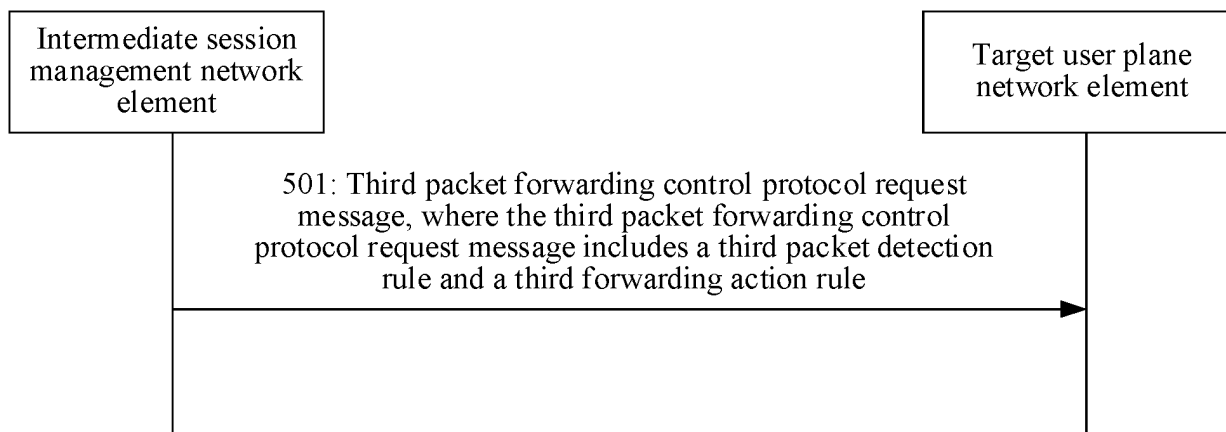 Intermediate session
management network
element
Target user plane
network element
501: Third packet forwarding control protocol request
message, where the third packet forwarding control
protocol request message includes a third packet detection
rule and a third forwarding action rule